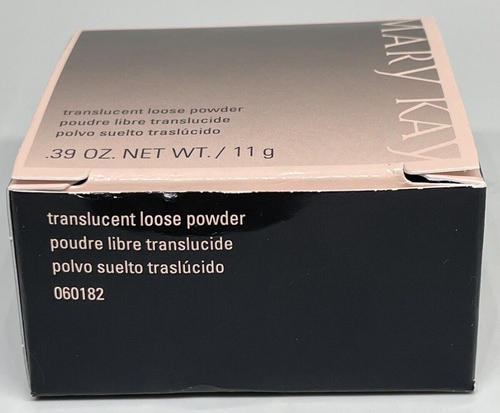 MARY KAY
translucent loose powder
poudre libre translucide
polvo suelto traslúcido
.39 OZ. NET WT. / 11 g
translucent loose powder
poudre libre translucide
polvo suelto traslúcido
060182